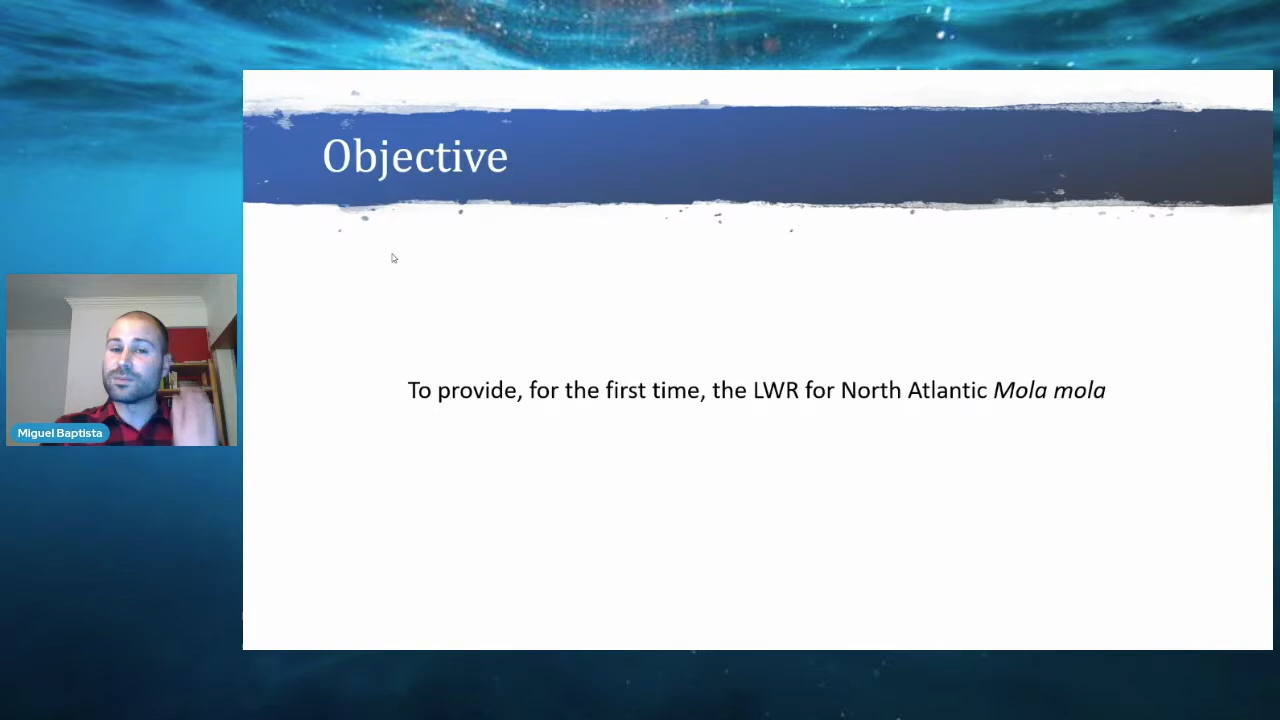 Objective
To provide, for the first time, the LWR for North Atlantic Mola mola
Miguel Baptista